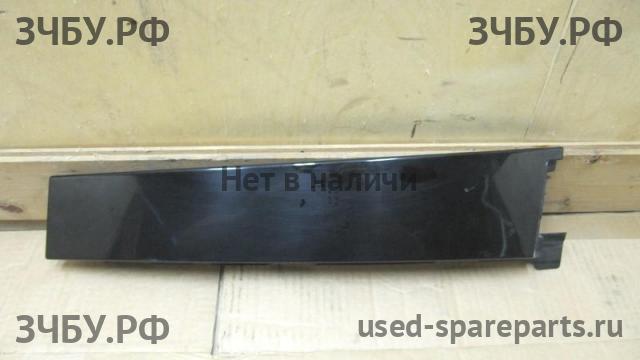 ЗЧБУ.РФ ЗЧБУ.РФ
Нет в наличи
ЗЧБУ.РФ used-spareparts.ru